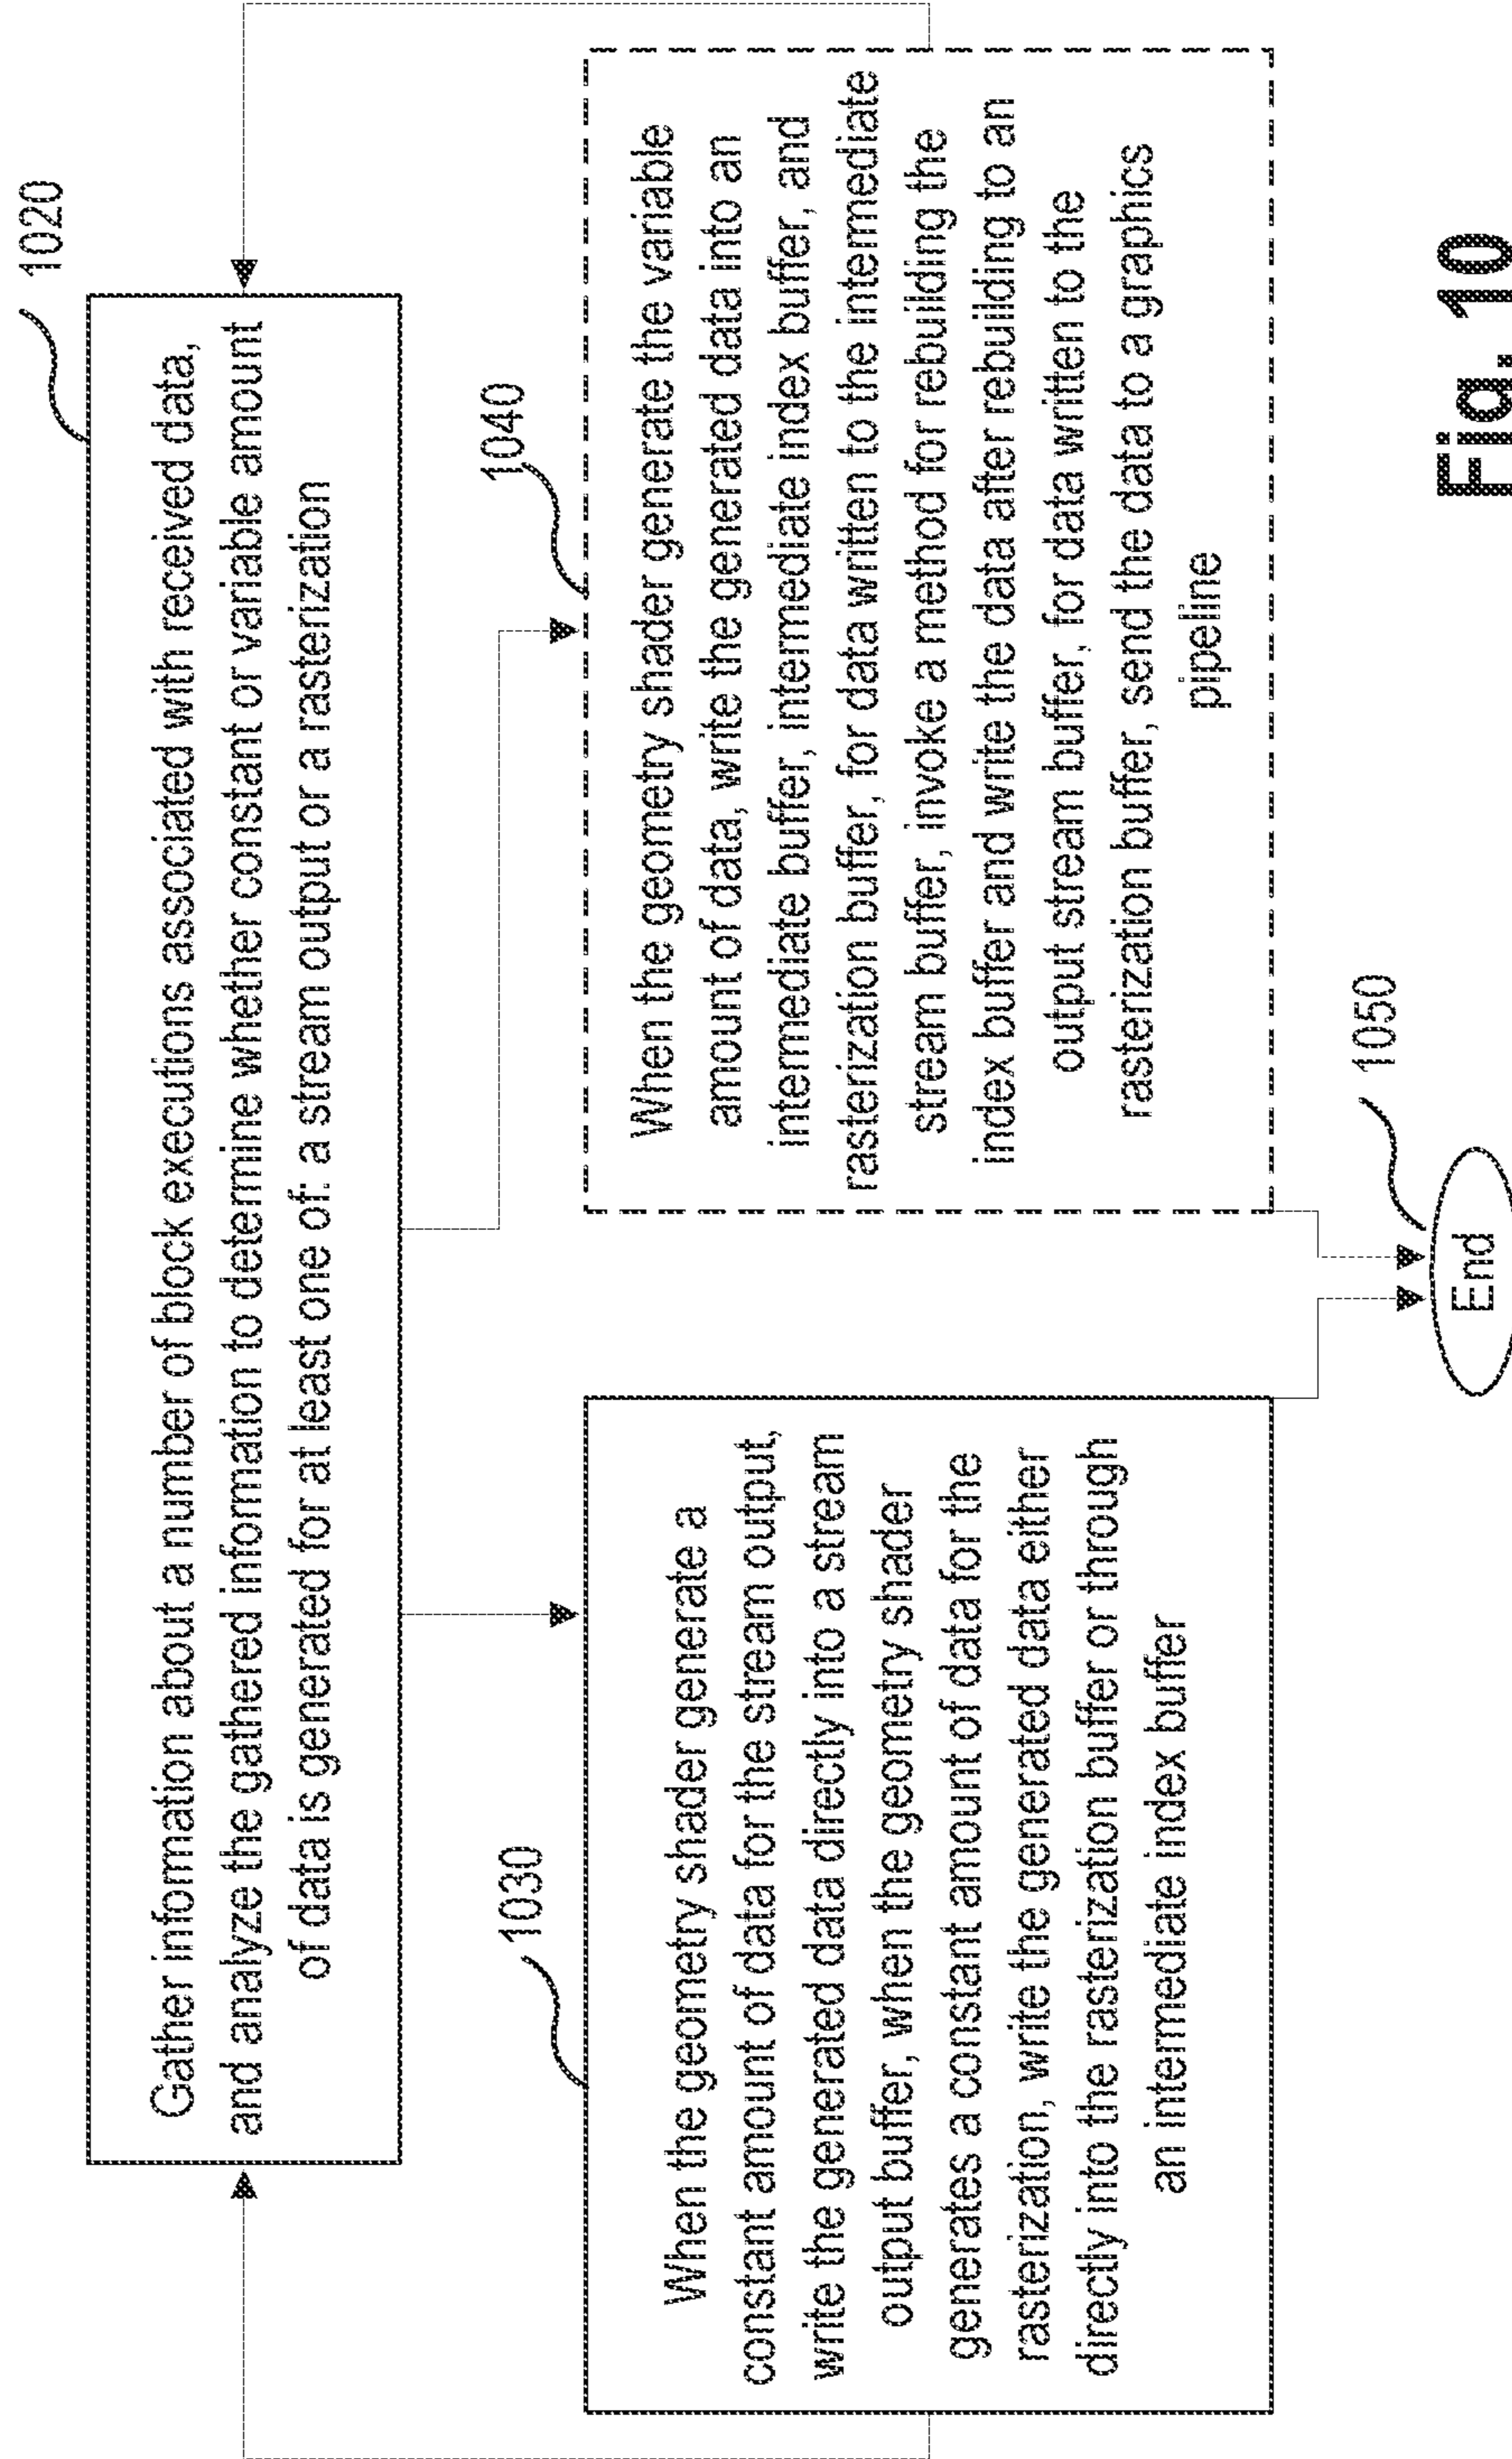 1020
Gather information about a number of block executions associated with received data,
and analyze the gathered information to determine whether constant or variable amount
of data is generated for at least one of: a stream output or a rasterization
1030
When the geometry shader generate a
constant amount of data for the stream output,
write the generated data directly into a stream
output buffer, when the geometry shader
generates a constant amount of data for the
rasterization, write the generated data either
directly into the rasterization buffer or through
an intermediate index buffer
1040
When the geometry shader generate the variable
amount of data, write the generated data into an
intermediate buffer, intermediate index buffer, and
rasterization buffer, for data written to the intermediate
stream buffer, invoke a method for rebuilding the
index buffer and write the data after rebuilding to an
output stream buffer, for data written to the
rasterization buffer, send the data to a graphics
pipeline
1050
End
Fig. 10